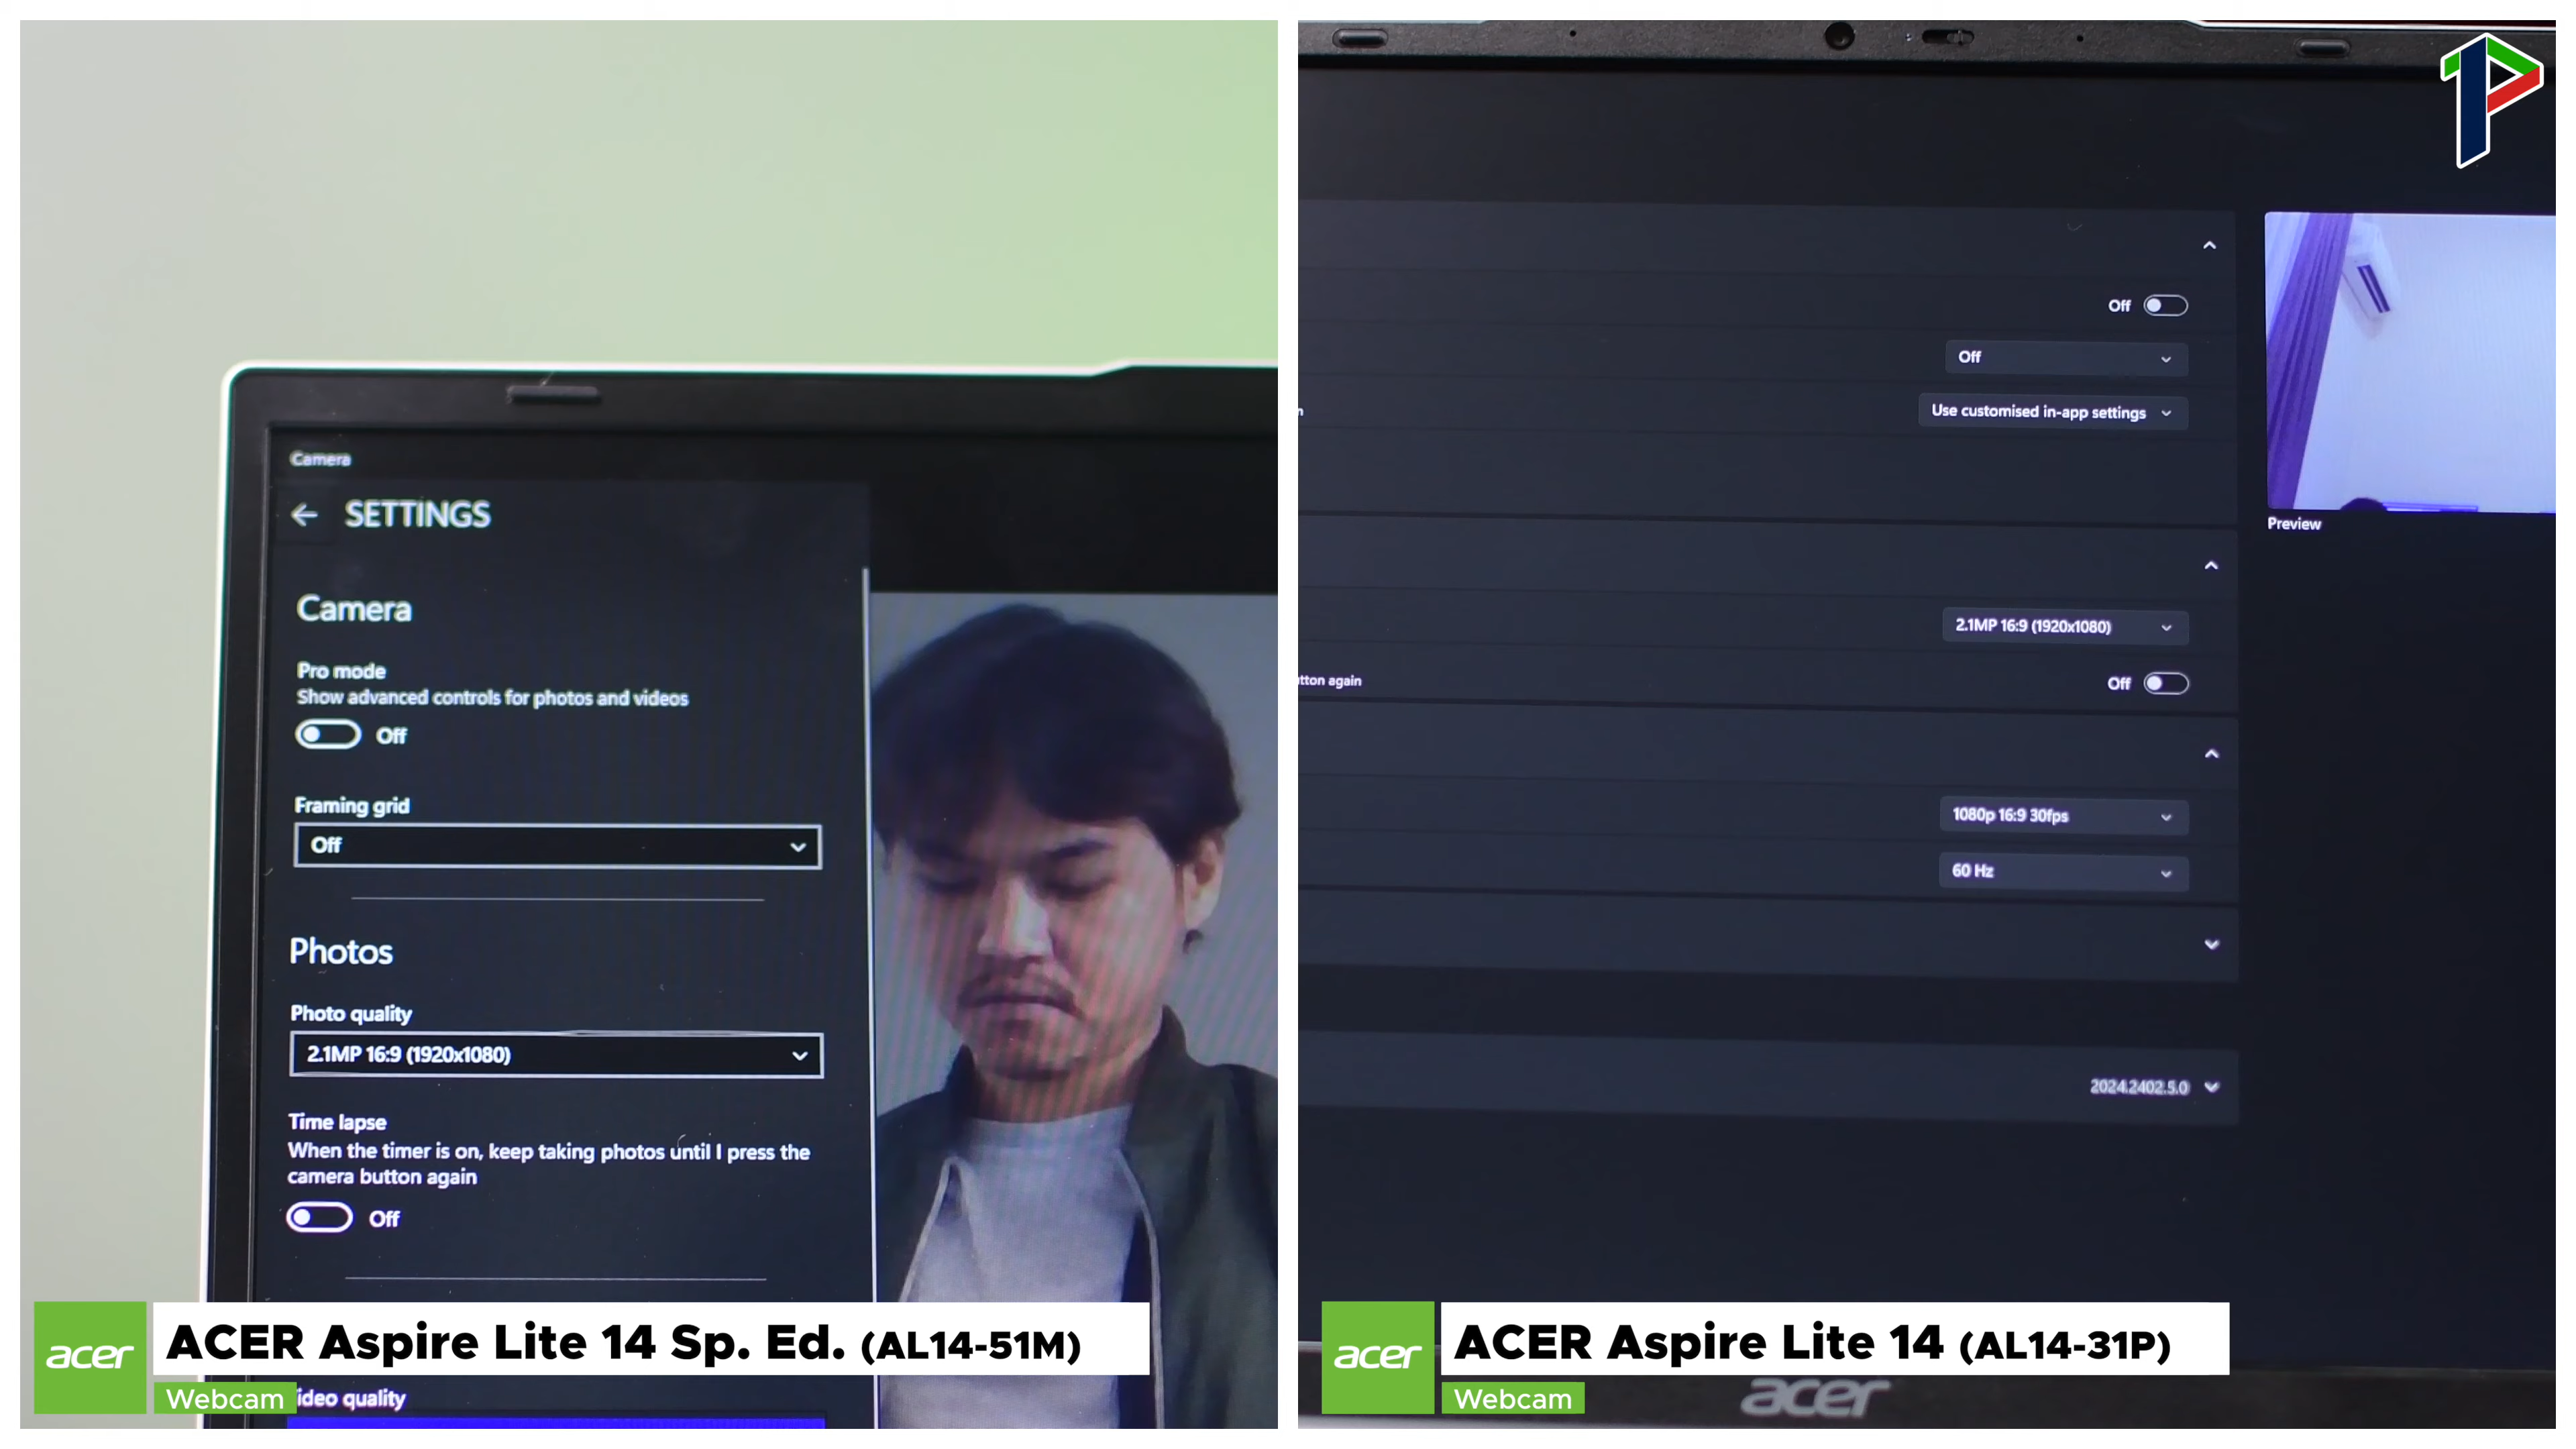 Camera
SETTINGS
Camera
Pro mode
Show advanced controls for photos and videos
Off
Framing grid
Off
Photos
Photo quality
2.1MP 16:9 (1920x1080)
Time lapse
When the timer is on, keep taking photos until I press the
camera button again
Off
acer
ACER Aspire Lite 14 Sp. Ed. (AL14-51M)
Webcam
ideo quality
Off
Off
n
Use customised in-app settings
Preview
2.1MP 16:9 (1920x1080)
tton again
Off
1080p 16:9 30fps
60 Hz
2024.2402.5.0
acer
ACER Aspire Lite 14 (AL14-31P)
Webcam
acer